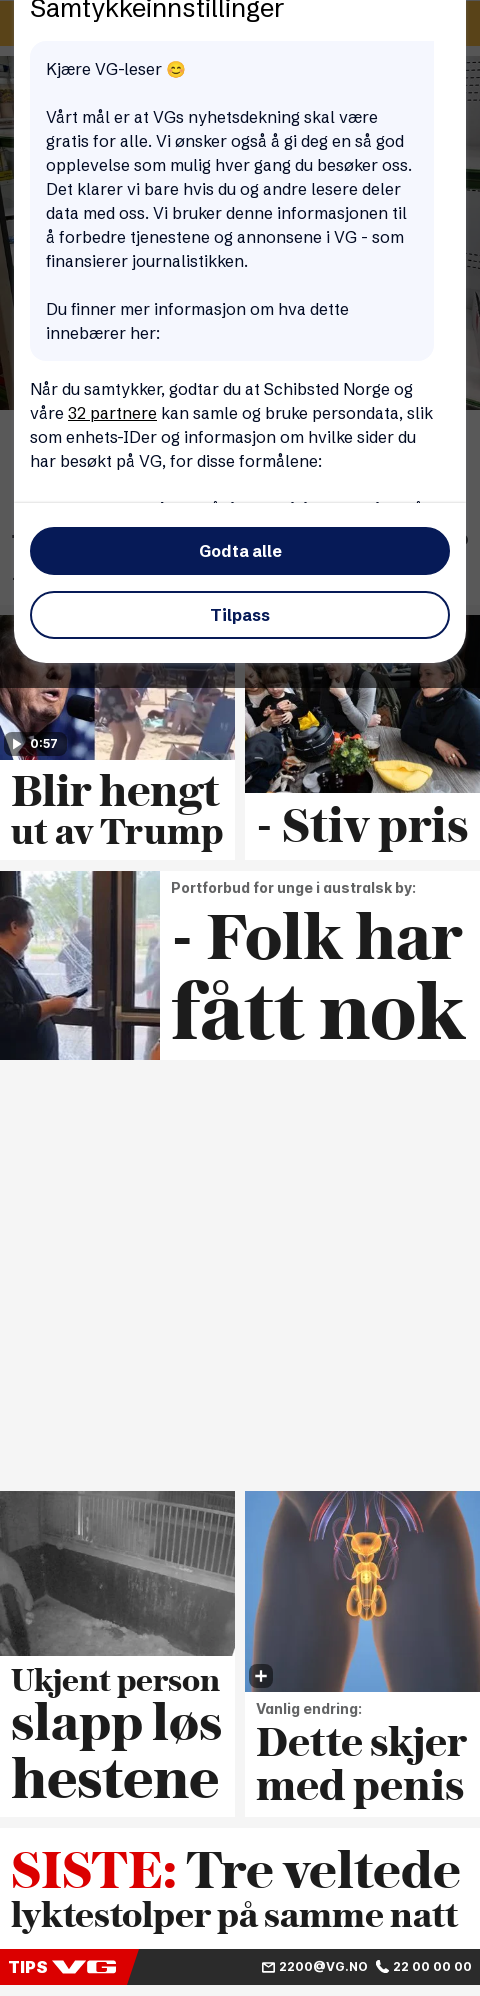 Samtykkeinnstillinger
Kjære VG-leser 😊
Vårt mål er at VGs nyhetsdekning skal være
gratis for alle. Vi ønsker også å gi deg en så god
opplevelse som mulig hver gang du besøker oss.
Det klarer vi bare hvis du og andre lesere deler
data med oss. Vi bruker denne informasjonen til
å forbedre tjenestene og annonsene i VG - som
finansierer journalistikken.
Du finner mer informasjon om hva dette
innebærer her:
Når du samtykker, godtar du at Schibsted Norge og
våre 32 partnere kan samle og bruke persondata, slik
som enhets-IDer og informasjon om hvilke sider du
har besøkt på VG, for disse formålene:
Godta alle
Tilpass
0:57
Blir hengt
ut av Trump
- Stiv pris
Portforbud for unge i australsk by:
- Folk har
fått nok
Ukjent person
slapp løs
hestene
Vanlig endring:
Dette skjer
med penis
SISTE: Tre veltede
lyktestolper på samme natt
TIPS VG 2200@VG.NO 22 00 00 00